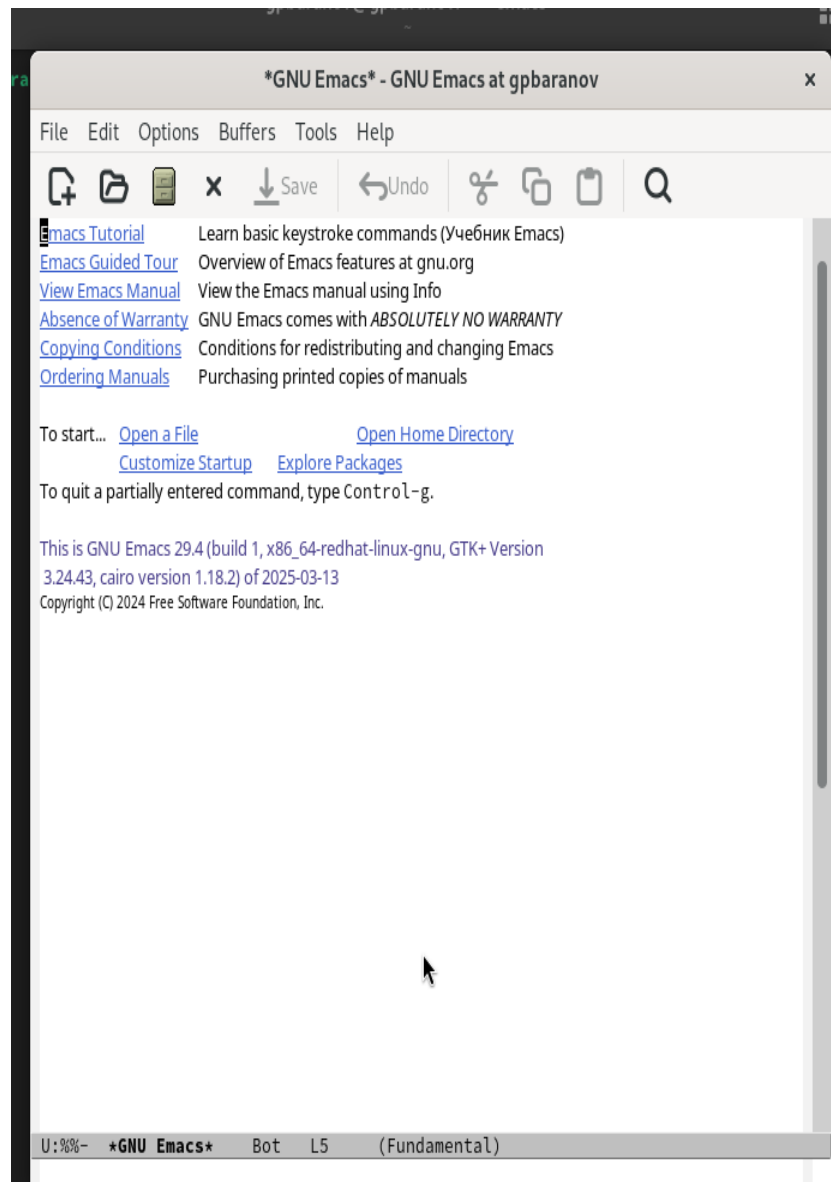 ra
*GNU Emacs* - GNU Emacs at gpbaranov
File Edit Options Buffers Tools Help
Save Undo
Emacs Tutorial Learn basic keystroke commands (Учебник Emacs)
Emacs Guided Tour Overview of Emacs features at gnu.org
View Emacs Manual View the Emacs manual using Info
Absence of Warranty GNU Emacs comes with ABSOLUTELY NO WARRANTY
Copying Conditions Conditions for redistributing and changing Emacs
Ordering Manuals Purchasing printed copies of manuals
To start... Open a File Open Home Directory
Customize Startup Explore Packages
To quit a partially entered command, type Control-g.
This is GNU Emacs 29.4 (build 1, x86_64-redhat-linux-gnu, GTK+ Version
3.24.43, cairo version 1.18.2) of 2025-03-13
Copyright (C) 2024 Free Software Foundation, Inc.
U:%%- *GNU Emacs* Bot L5 (Fundamental)